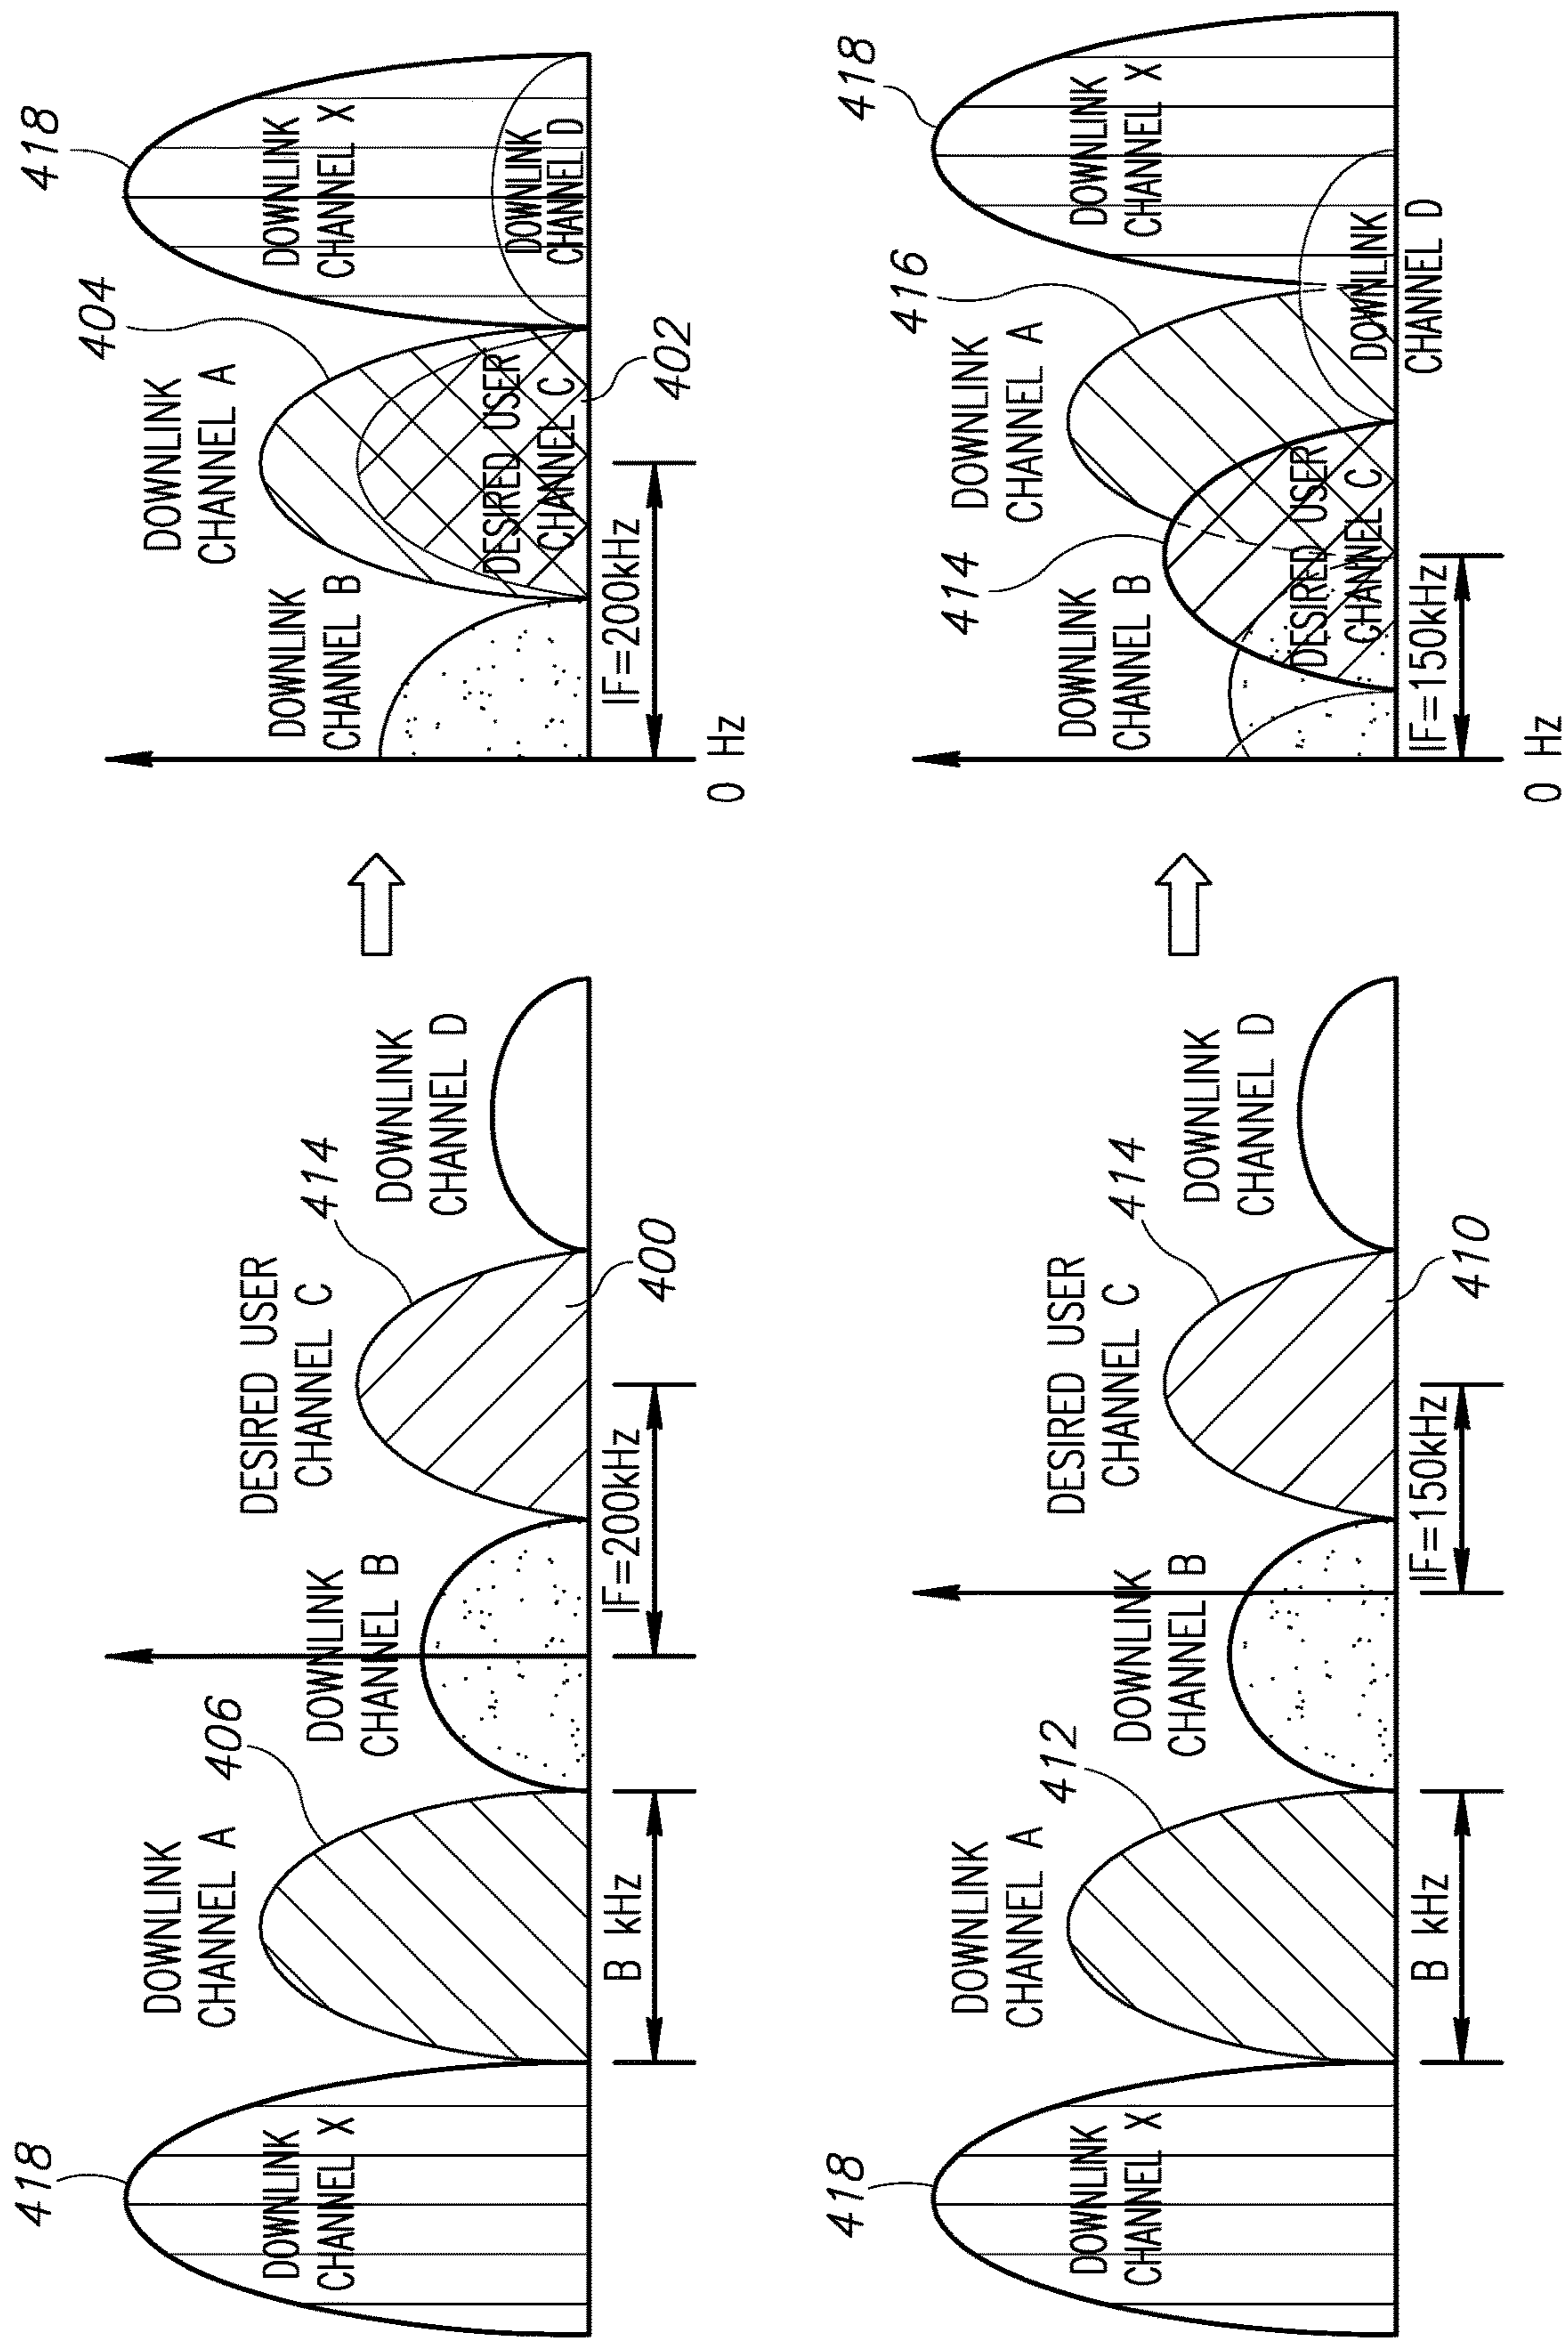 418
DOWNLINK
CHANNEL X
DOWNLINK
CHANNEL A
406
B kHz
DOWNLINK
CHANNEL B
IF=200kHz
DESIRED USER
CHANNEL C
414
400
DOWNLINK
CHANNEL D
0 Hz
DOWNLINK
CHANNEL B
IF=200kHz
DOWNLINK
CHANNEL A
404
DESIRED USER
CHANNEL C
402
418
DOWNLINK
CHANNEL X
DOWNLINK
CHANNEL D
418
DOWNLINK
CHANNEL X
DOWNLINK
CHANNEL A
412
B kHz
DOWNLINK
CHANNEL B
IF=150kHz
DESIRED USER
CHANNEL C
414
410
DOWNLINK
CHANNEL D
0 Hz
DOWNLINK
CHANNEL B
IF=150kHz
414
DESIRED USER
CHANNEL C
DOWNLINK
CHANNEL A
416
DOWNLINK
CHANNEL D
418
DOWNLINK
CHANNEL X